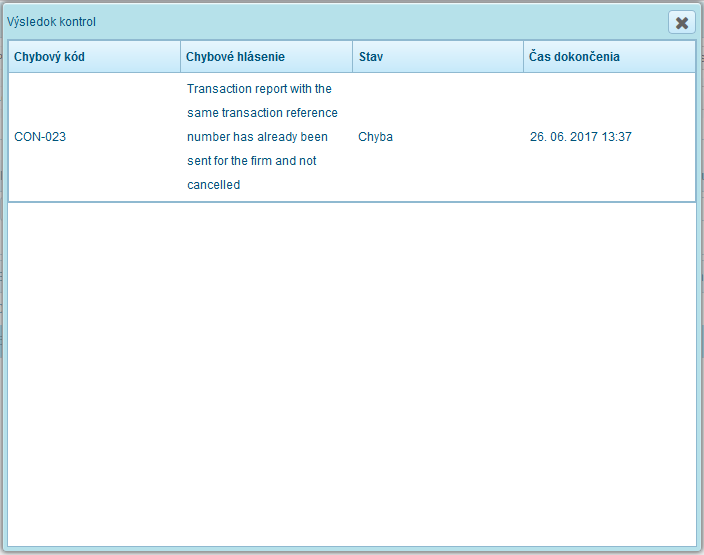 Výsledok kontrol
Chybový kód Chybové hlásenie Stav Čas dokončenia
Transaction report with the
same transaction reference
CON-023 number has already been Chyba 26. 06. 2017 13:37
sent for the firm and not
cancelled